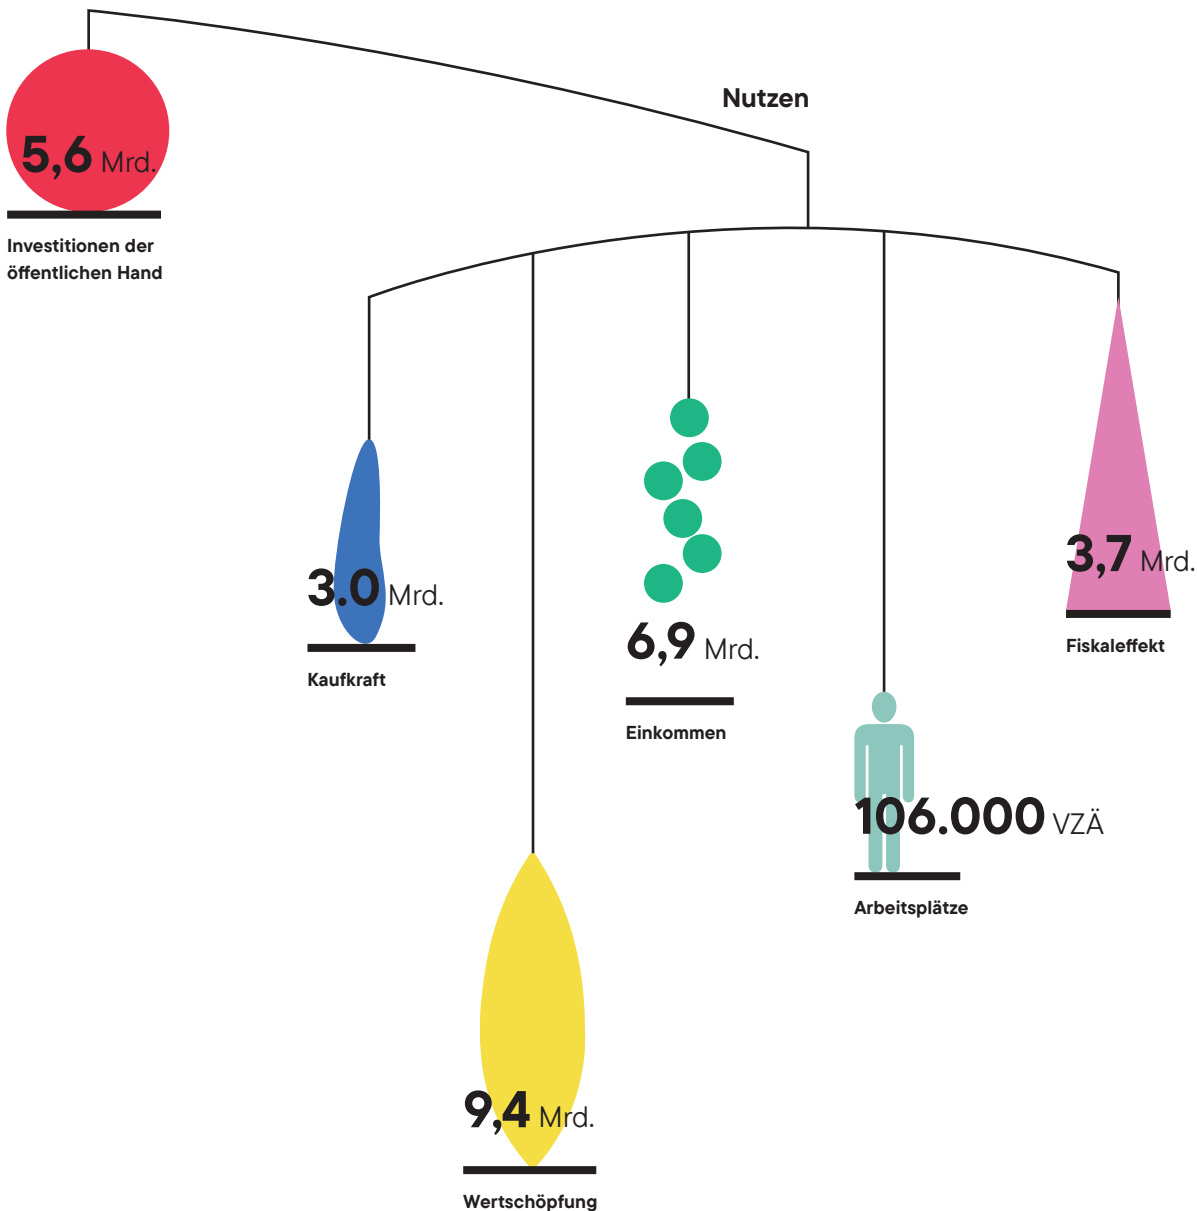 Nutzen
5,6 Mrd.
Investitionen der
öffentlichen Hand
3.0 Mrd.
Kaufkraft
9,4 Mrd.
Wertschöpfung
6,9 Mrd.
Einkommen
106.000 VZÄ
Arbeitsplätze
3,7 Mrd.
Fiskaleffekt